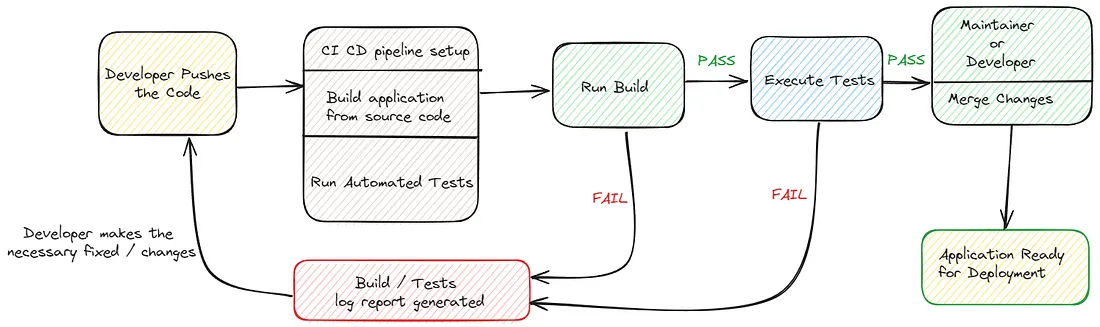 Developer Pushes
the Code
CI CD pipeline setup
Build application
from source code
Run Automated Tests
Run Build
PASS
Execute Tests
PASS
Maintainer
or
Developer
Merge Changes
FAIL
FAIL
Developer makes the
necessary fixed / changes
Build / Tests
log report generated
Application Ready
for Deployment